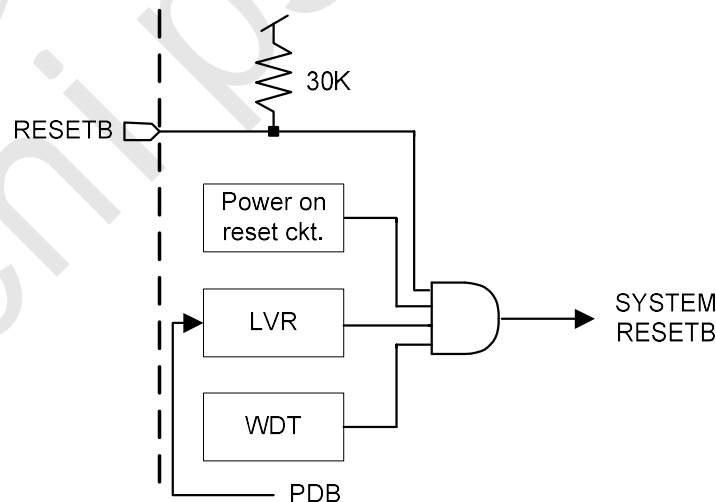 30K
RESETB
Power on
reset ckt.
LVR
SYSTEM
RESETB
WDT
PDB